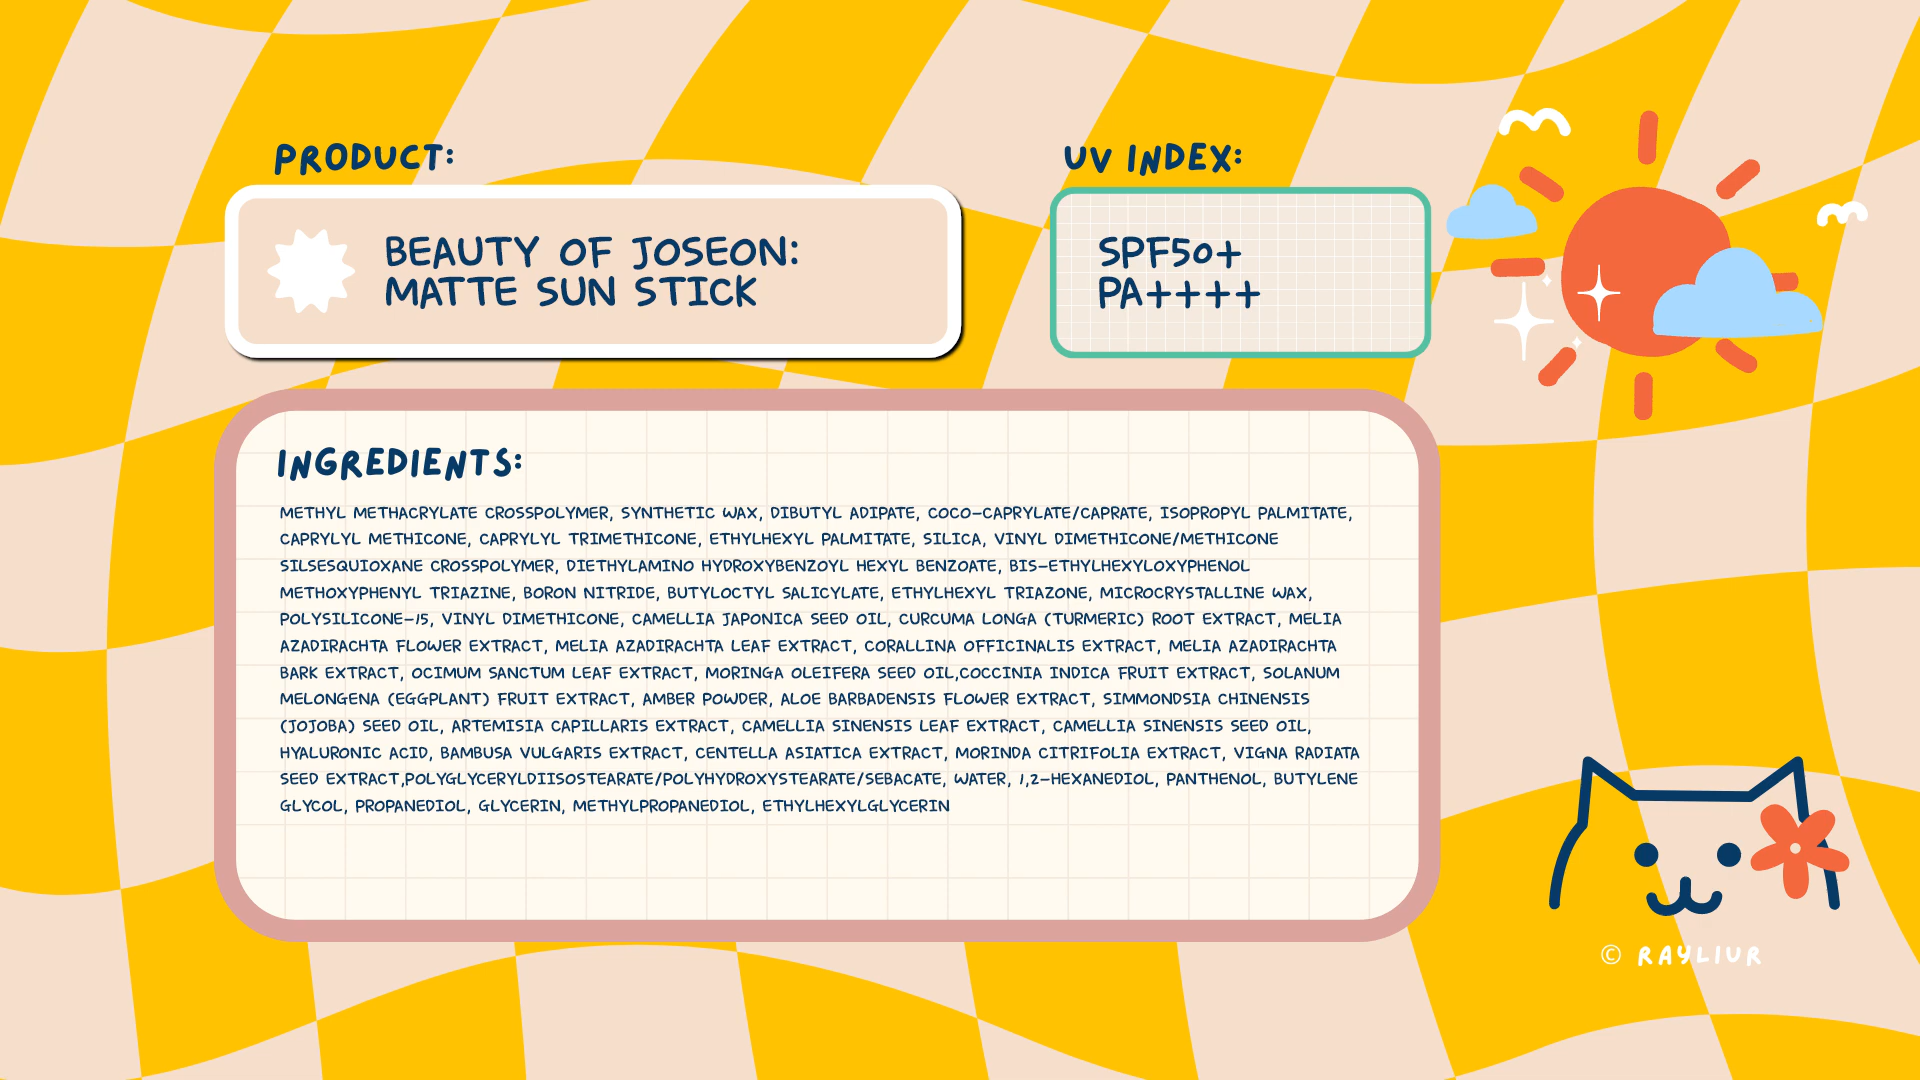 PRODUCT:
BEAUTY OF JOSEON:
MATTE SUN STICK
UV INDEX:
SPF50+
PA++++
INGREDIENTS:
METHYL METHACRYLATE CROSSPOLYMER, SYNTHETIC WAX, DIBUTYL ADIPATE, COCO-CAPRYLATE/CAPRATE, ISOPROPYL PALMITATE,
CAPRYLYL METHICONE, CAPRYLYL TRIMETHICONE, ETHYLHEXYL PALMITATE, SILICA, VINYL DIMETHICONE/METHICONE
SILSESQUIOXANE CROSSPOLYMER, DIETHYLAMINO HYDROXYBENZOYL HEXYL BENZOATE, BIS-ETHYLHEXYLOXYPHENOL
METHOXYPHENYL TRIAZINE, BORON NITRIDE, BUTYLOCTYL SALICYLATE, ETHYLHEXYL TRIAZONE, MICROCRYSTALLINE WAX,
POLYSILICONE-15, VINYL DIMETHICONE, CAMELLIA JAPONICA SEED OIL, CURCUMA LONGA (TURMERIC) ROOT EXTRACT, MELIA
AZADIRACHTA FLOWER EXTRACT, MELIA AZADIRACHTA LEAF EXTRACT, CORALLINA OFFICINALIS EXTRACT, MELIA AZADIRACHTA
BARK EXTRACT, OCIMUM SANCTUM LEAF EXTRACT, MORINGA OLEIFERA SEED OIL,COCCINIA INDICA FRUIT EXTRACT, SOLANUM
MELONGENA (EGGPLANT) FRUIT EXTRACT, AMBER POWDER, ALOE BARBADENSIS FLOWER EXTRACT, SIMMONDSIA CHINENSIS
(JOJOBA) SEED OIL, ARTEMISIA CAPILLARIS EXTRACT, CAMELLIA SINENSIS LEAF EXTRACT, CAMELLIA SINENSIS SEED OIL,
HYALURONIC ACID, BAMBUSA VULGARIS EXTRACT, CENTELLA ASIATICA EXTRACT, MORINDA CITRIFOLIA EXTRACT, VIGNA RADIATA
SEED EXTRACT,POLYGLYCERYLDIISOSTEARATE/POLYHYDROXYSTEARATE/SEBACATE, WATER, 1,2-HEXANEDIOL, PANTHENOL, BUTYLENE
GLYCOL, PROPANEDIOL, GLYCERIN, METHYLPROPANEDIOL, ETHYLHEXYLGLYCERIN
© RAYLIUR